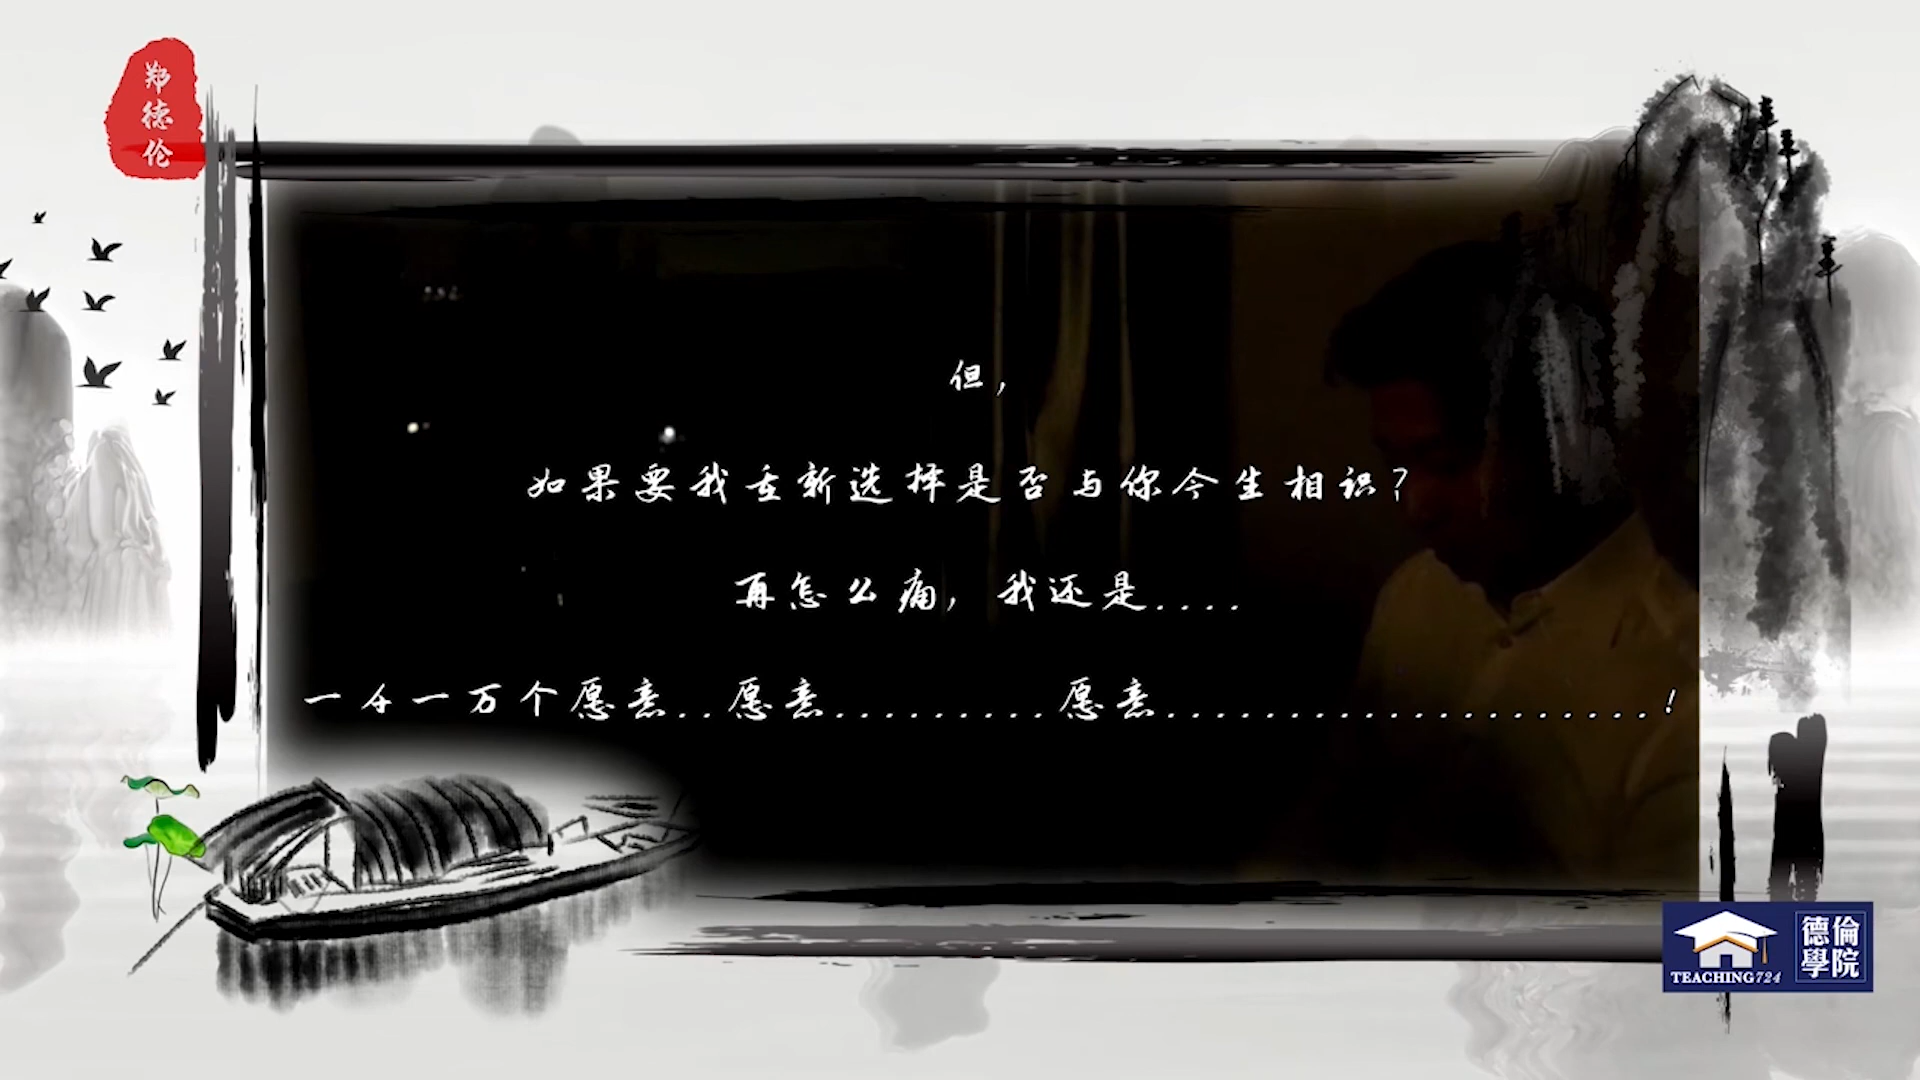 郑德伦
但，
如果要我重新选择是否与你今生相识？
再怎么痛，我还是....
一千一万个愿意..愿意.........愿意.....................!
TEACHING724
德倫
學院